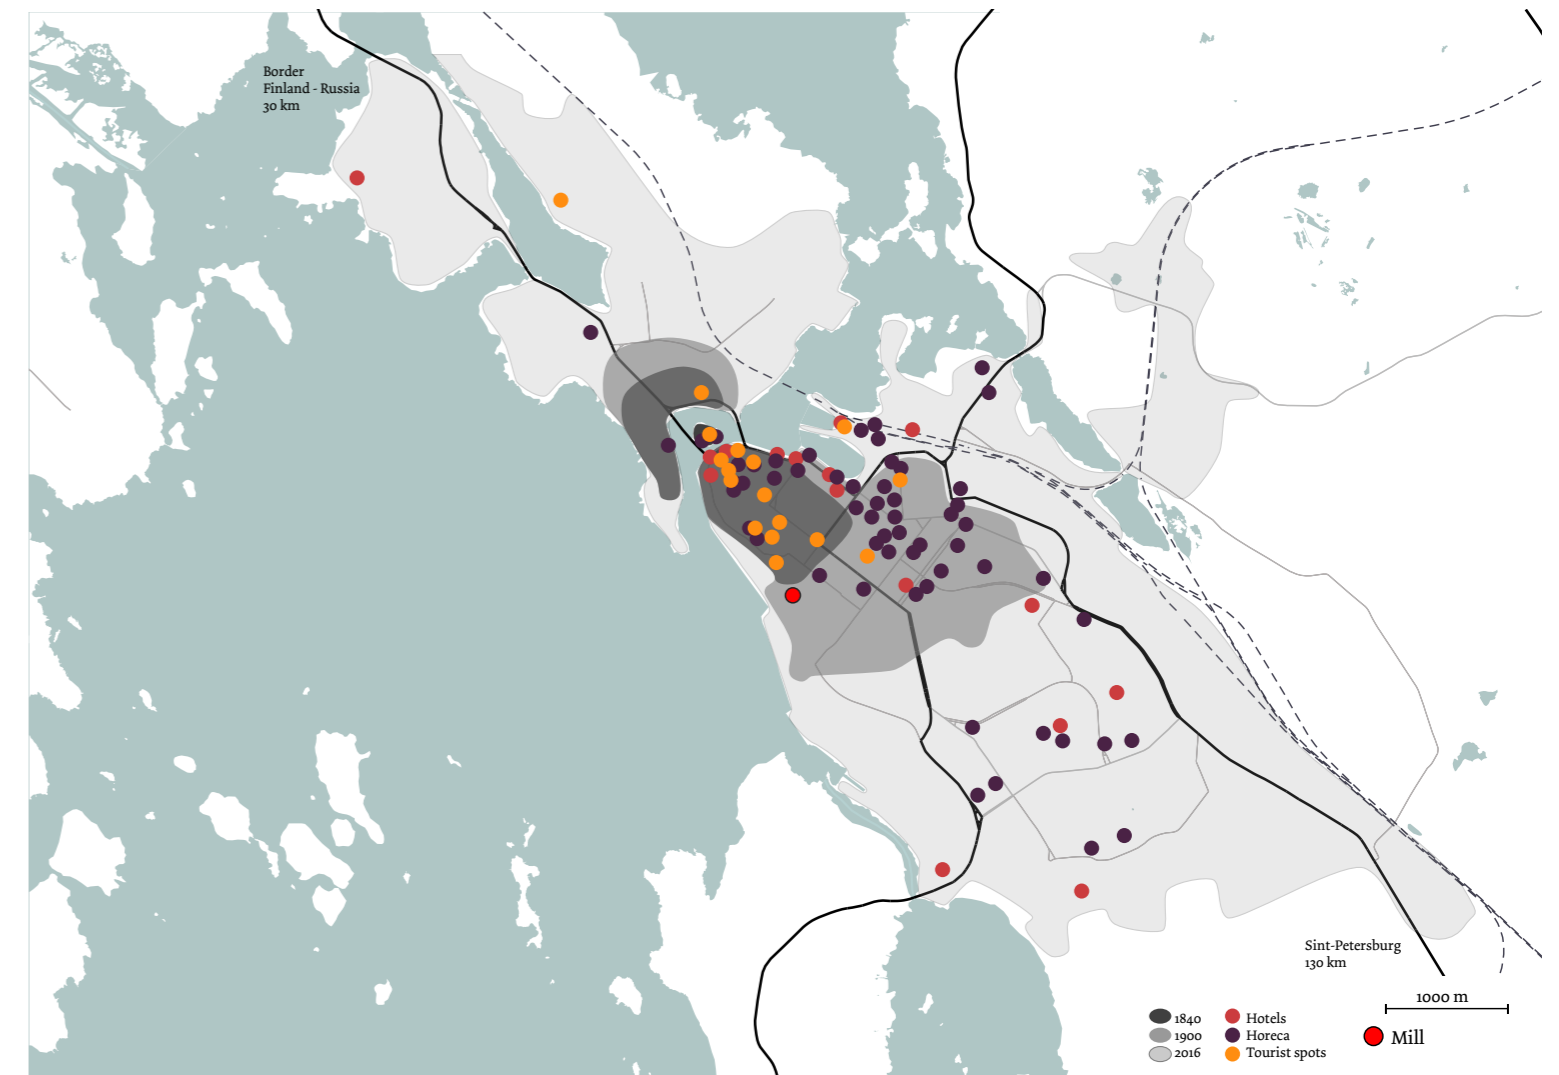 Border
Finland - Russia
30 km
Sint-Petersburg
130 km
1000 m
1840
1900
2016
Hotels
Horeca
Tourist spots
Mill